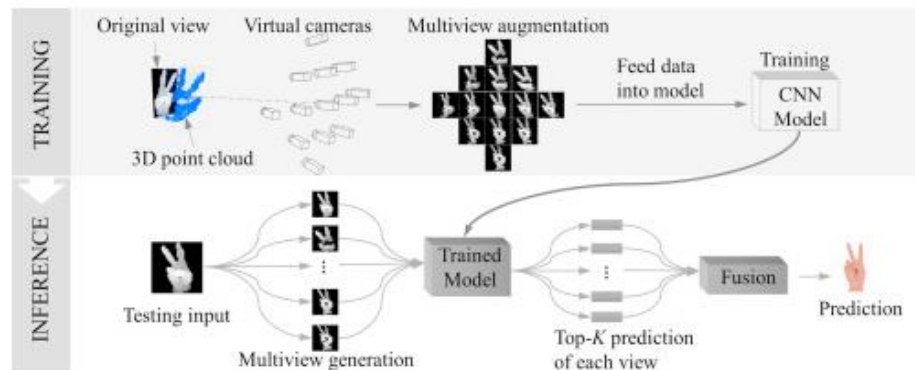 TRAINING
Original view
Virtual cameras
Multiview augmentation
3D point cloud
Feed data
into model
Training
CNN
Model
INFERENCE
Testing input
Multiview generation
Trained
Model
Top-K prediction
of each view
Fusion
Prediction